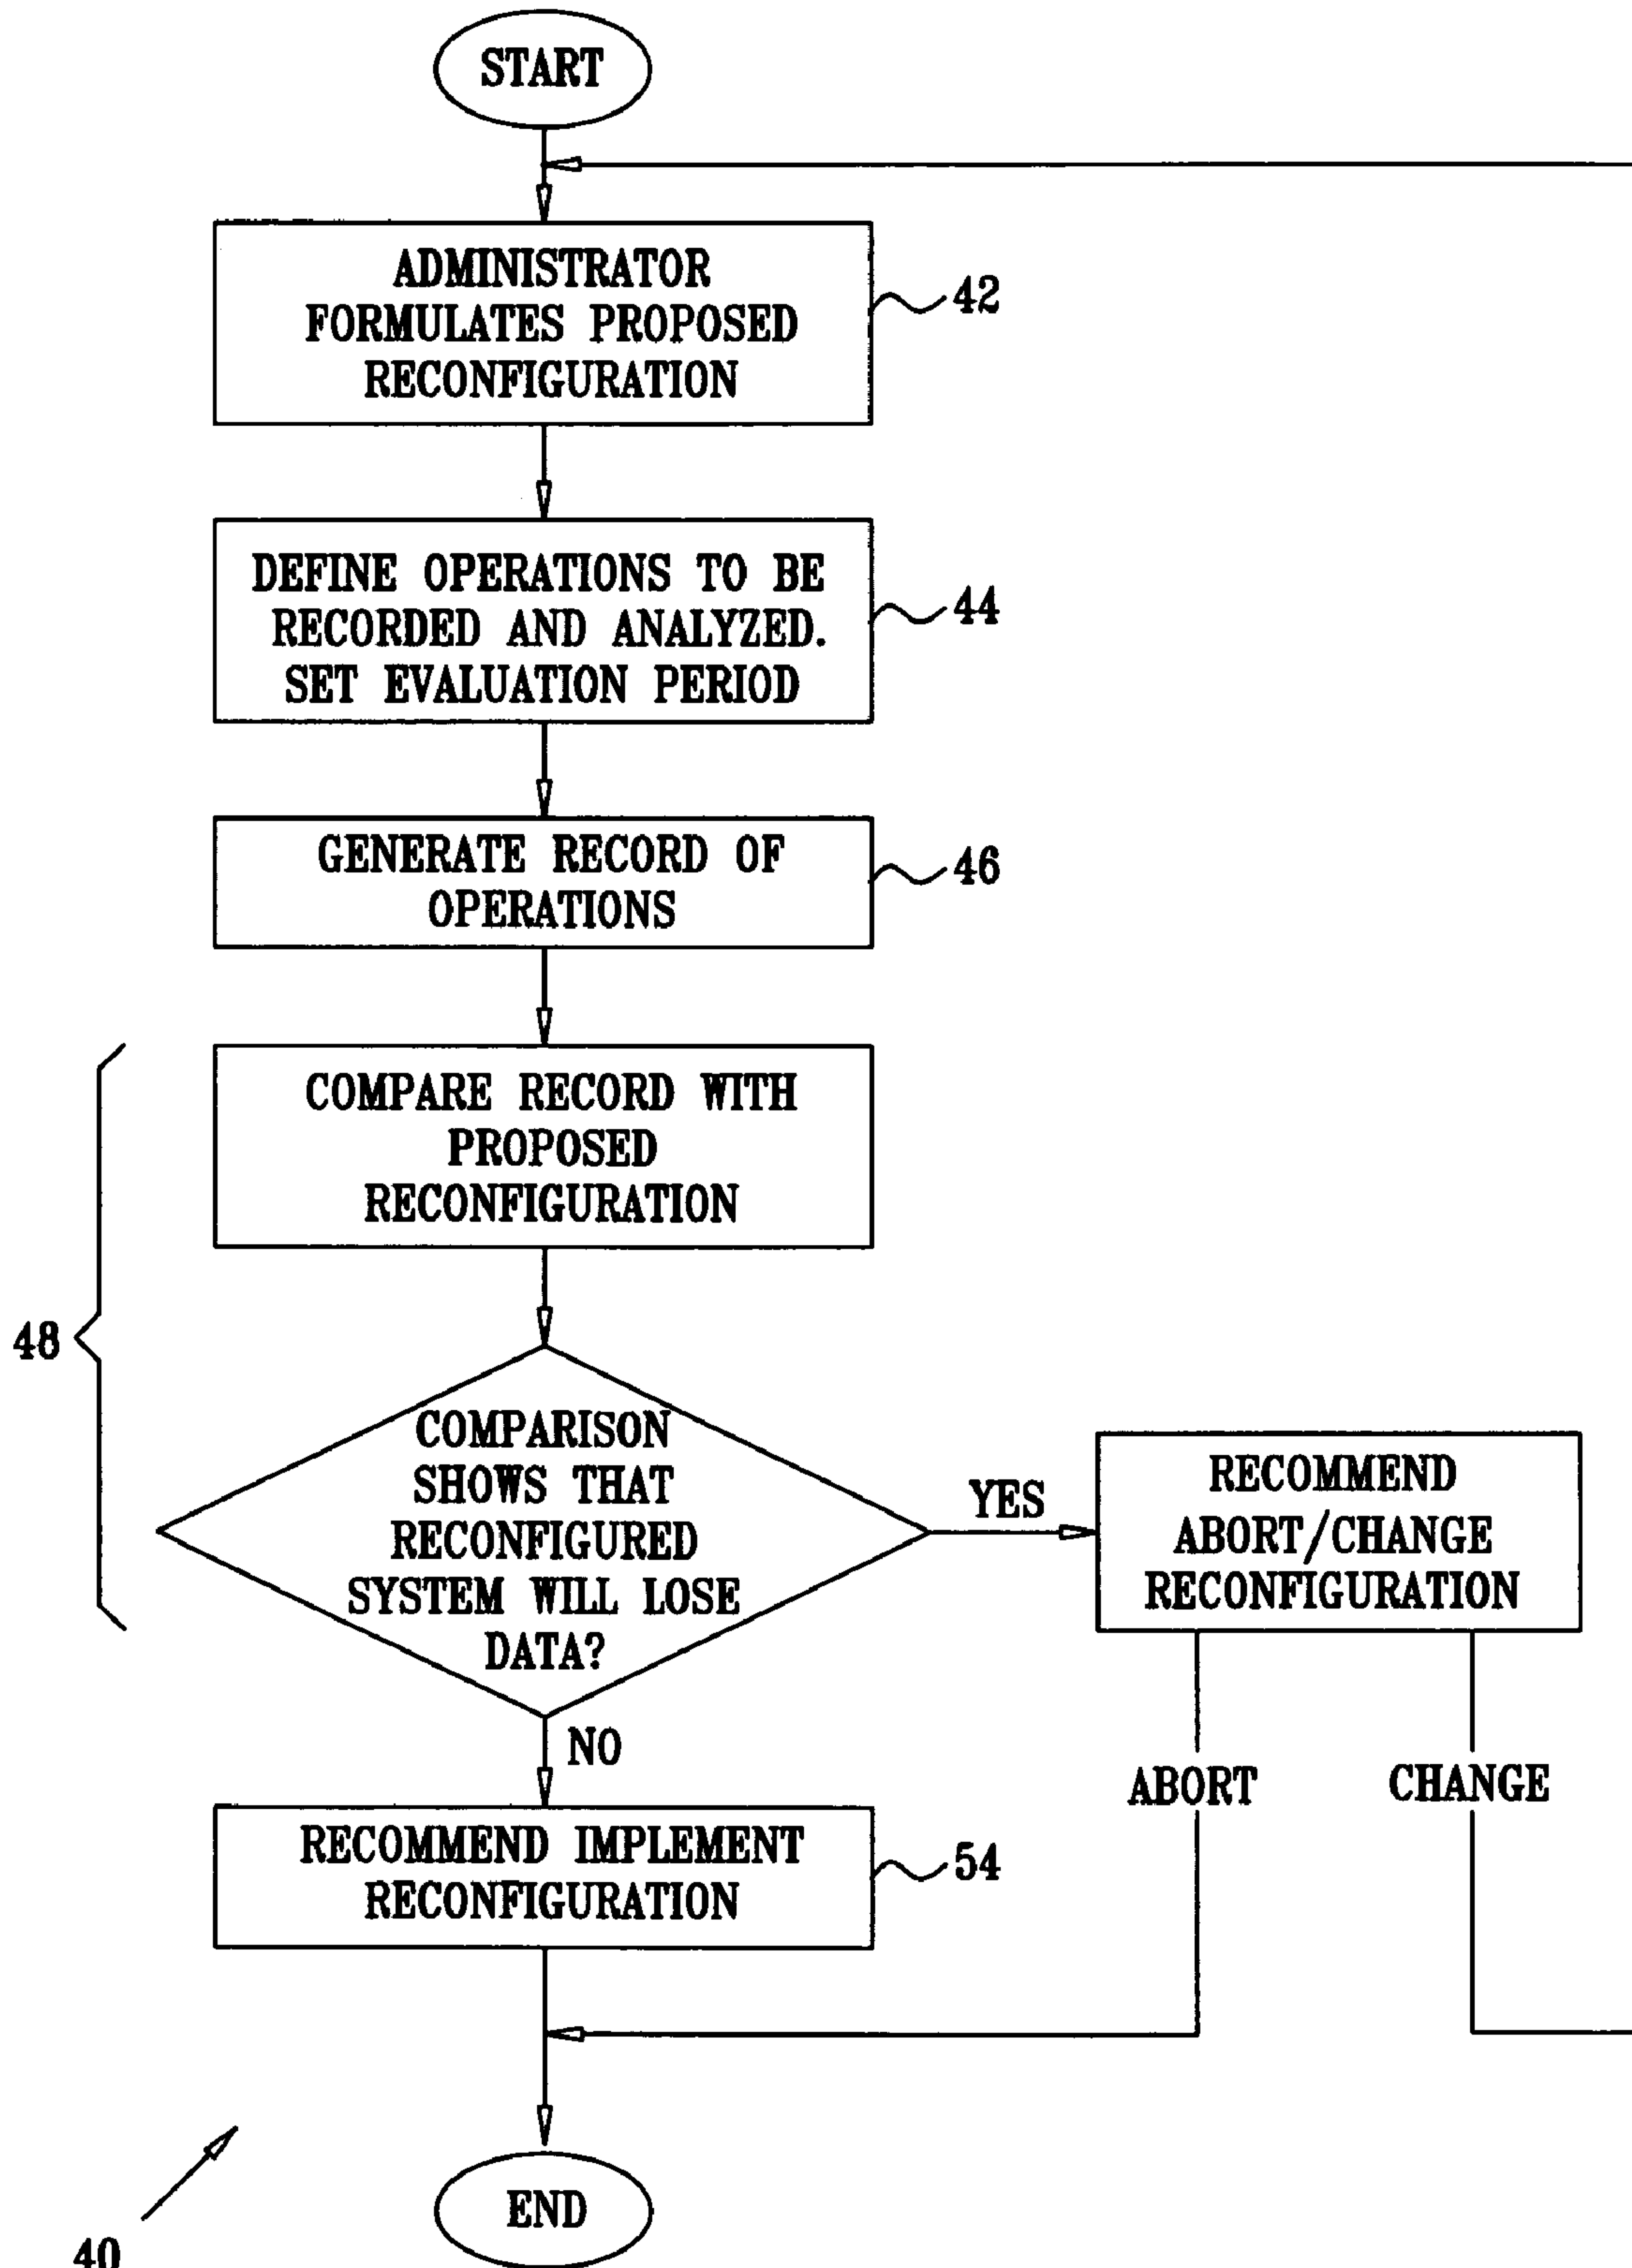 START
ADMINISTRATOR
FORMULATES PROPOSED
RECONFIGURATION
42
DEFINE OPERATIONS TO BE
RECORDED AND ANALYZED.
SET EVALUATION PERIOD
44
GENERATE RECORD OF
OPERATIONS
46
COMPARE RECORD WITH
PROPOSED
RECONFIGURATION
48
COMPARISON
SHOWS THAT
RECONFIGURED
SYSTEM WILL LOSE
DATA?
YES
RECOMMEND
ABORT/CHANGE
RECONFIGURATION
NO
ABORT
CHANGE
RECOMMEND IMPLEMENT
RECONFIGURATION
54
END
40